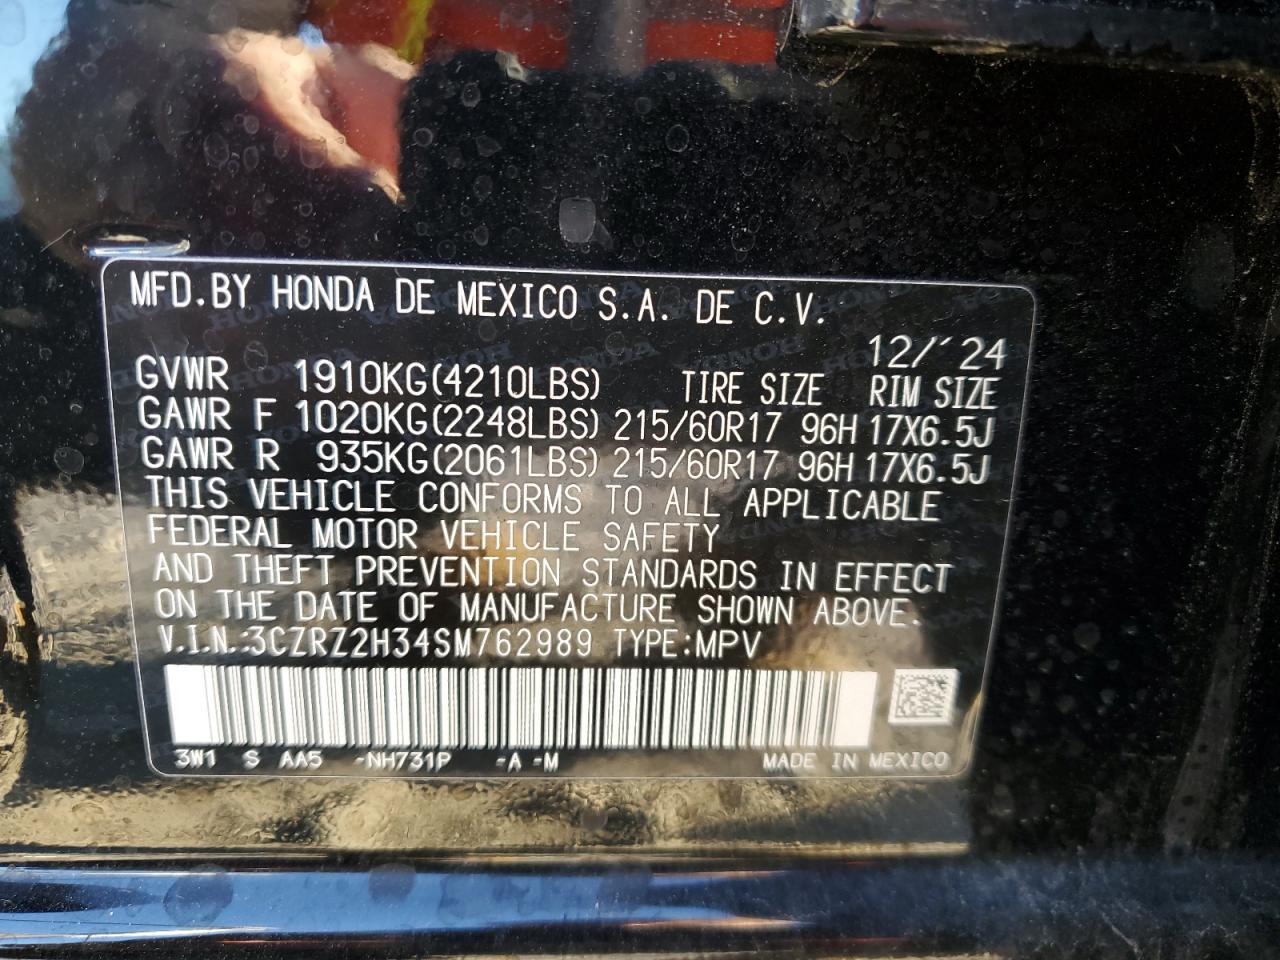 MFD.BY HONDA DE MEXICO S.A. DE C.V.
12/´24
GVWR 1910KG(4210LBS) TIRE SIZE RIM SIZE
GAWR F 1020KG(2248LBS) 215/60R17 96H 17X6.5J
GAWR R 935KG(2061LBS) 215/60R17 96H 17X6.5J
THIS VEHICLE CONFORMS TO ALL APPLICABLE
FEDERAL MOTOR VEHICLE SAFETY
AND THEFT PREVENTION STANDARDS IN EFFECT
ON THE DATE OF MANUFACTURE SHOWN ABOVE.
V.I.N.:3CZRZ2H34SM762989 TYPE:MPV
3W1 S AA5 -NH731P -A -M MADE IN MEXICO